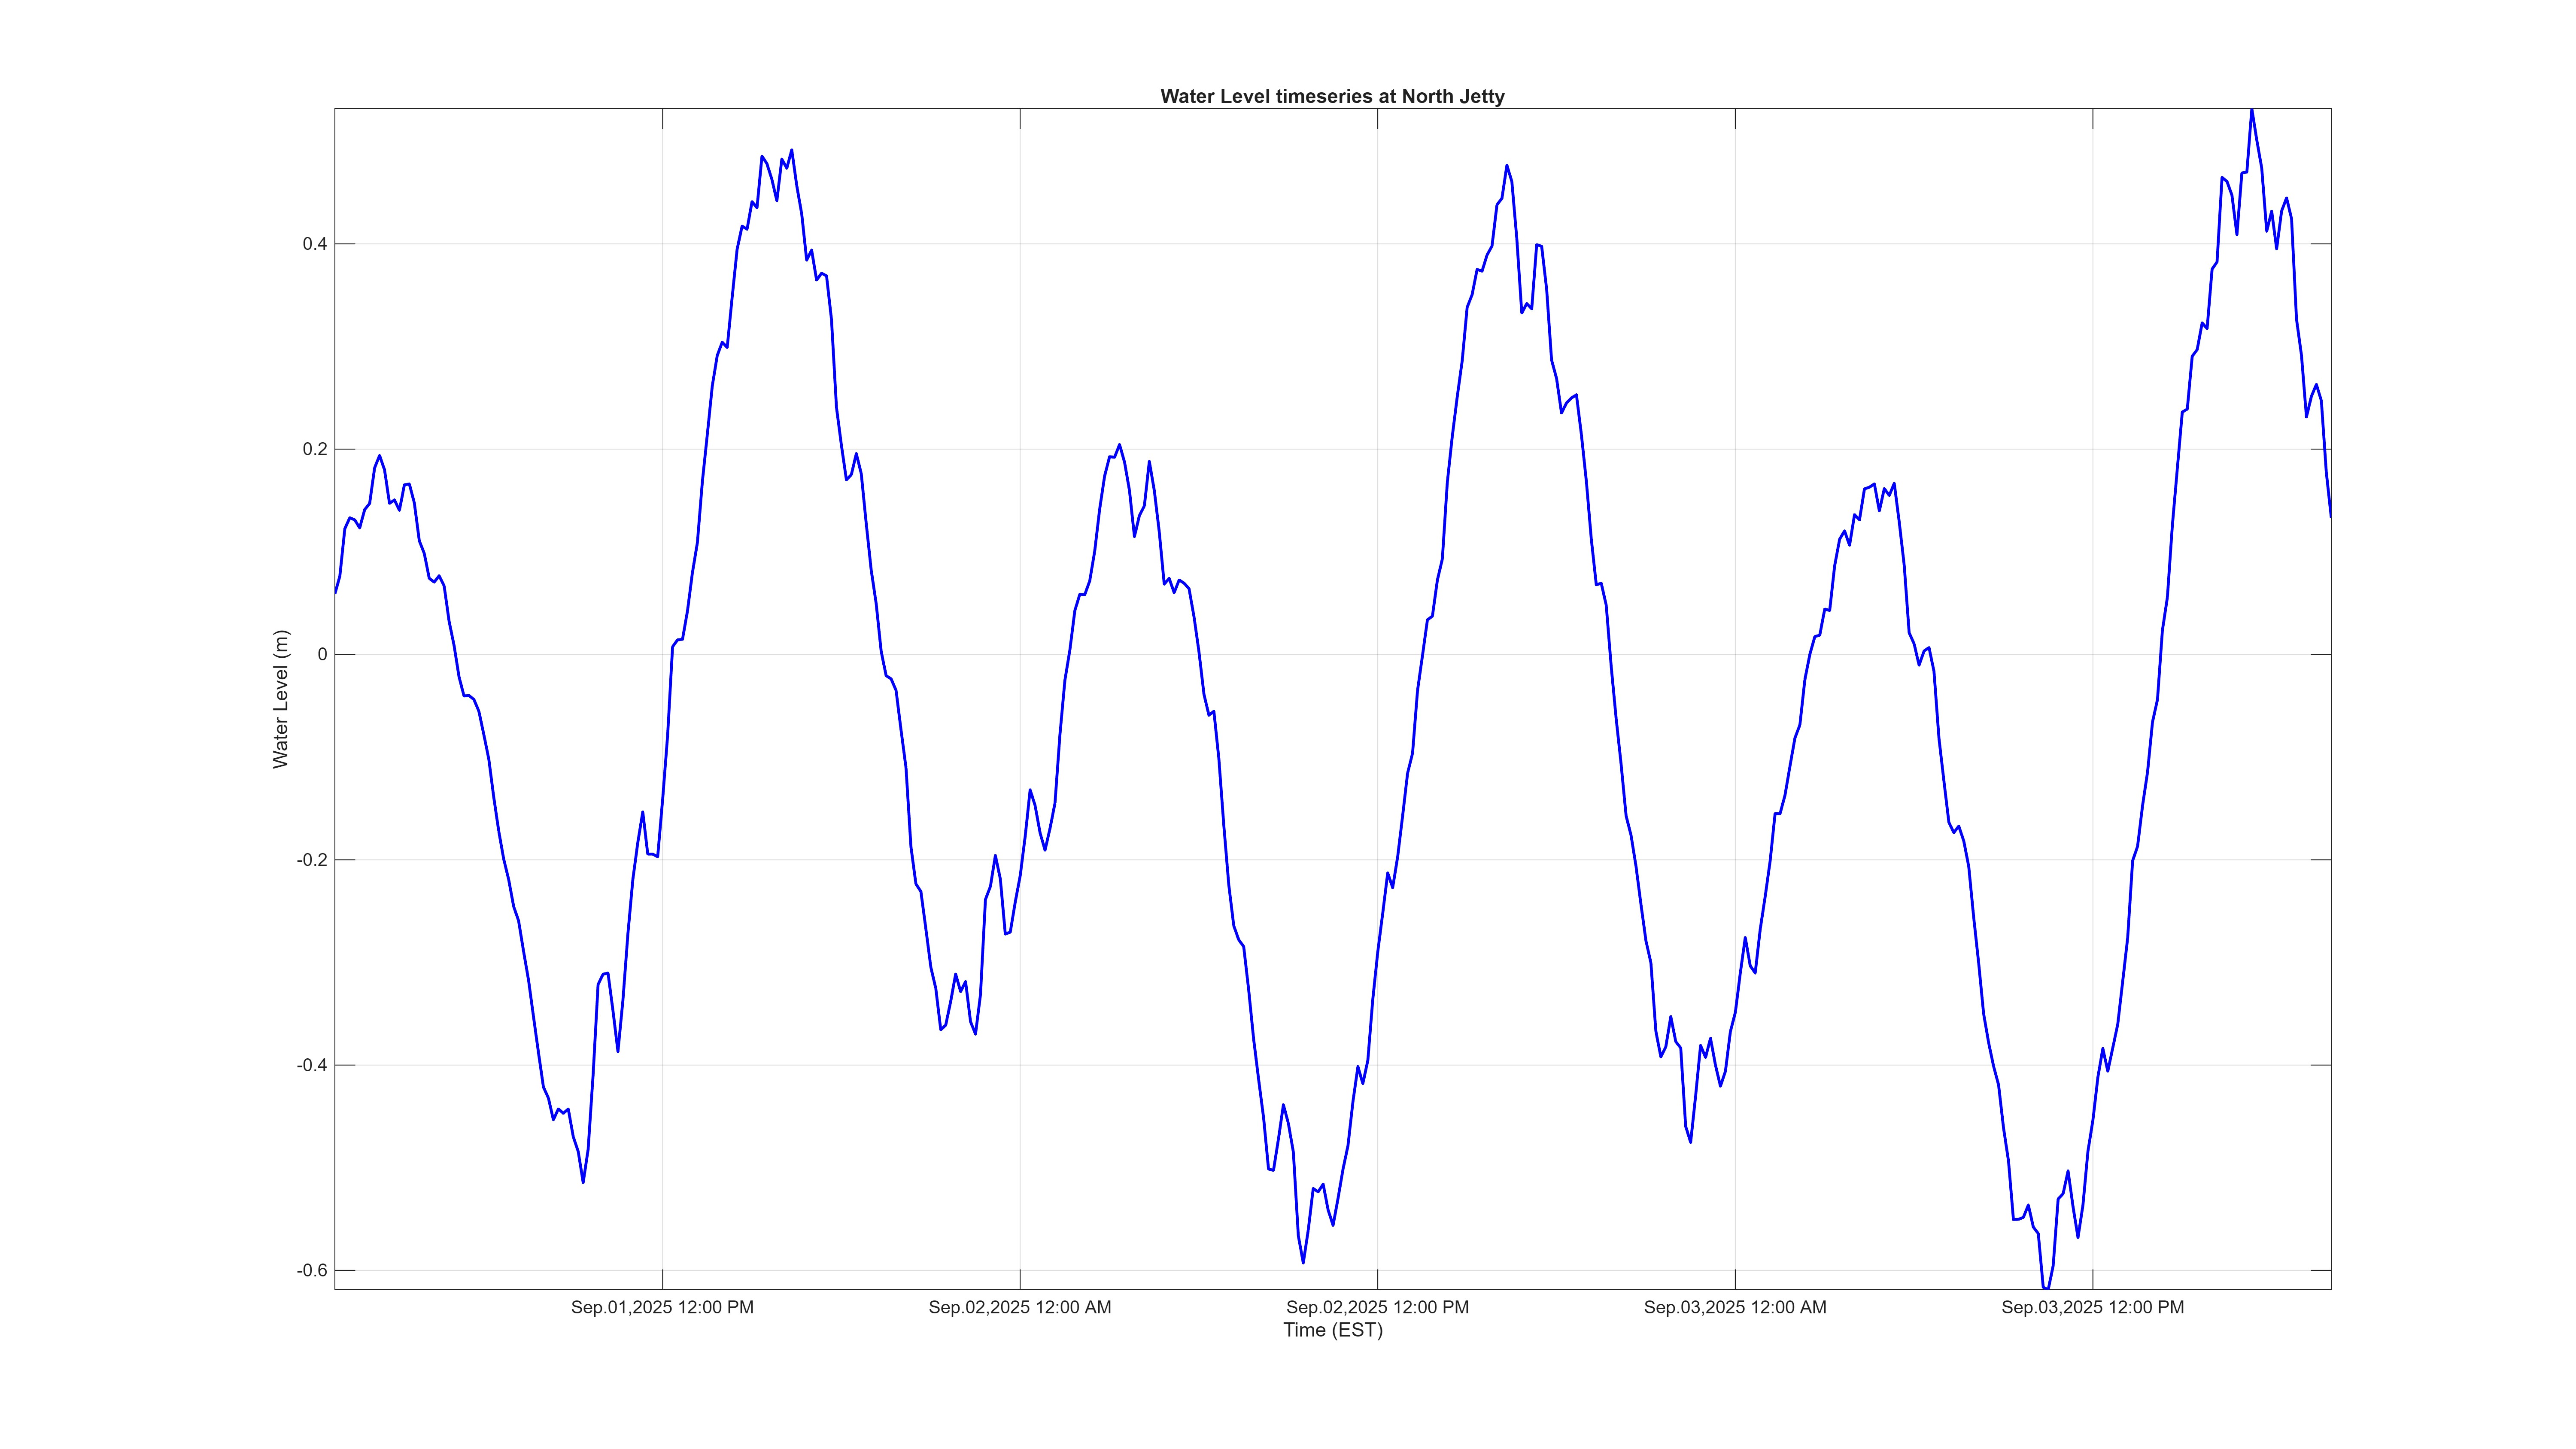 Water Level timeseries at North Jetty
0.4
0.2
0
-0.2
-0.4
-0.6
Water Level (m)
Sep.01,2025 12:00 PM
Sep.02,2025 12:00 AM
Sep.02,2025 12:00 PM
Sep.03,2025 12:00 AM
Sep.03,2025 12:00 PM
Time (EST)